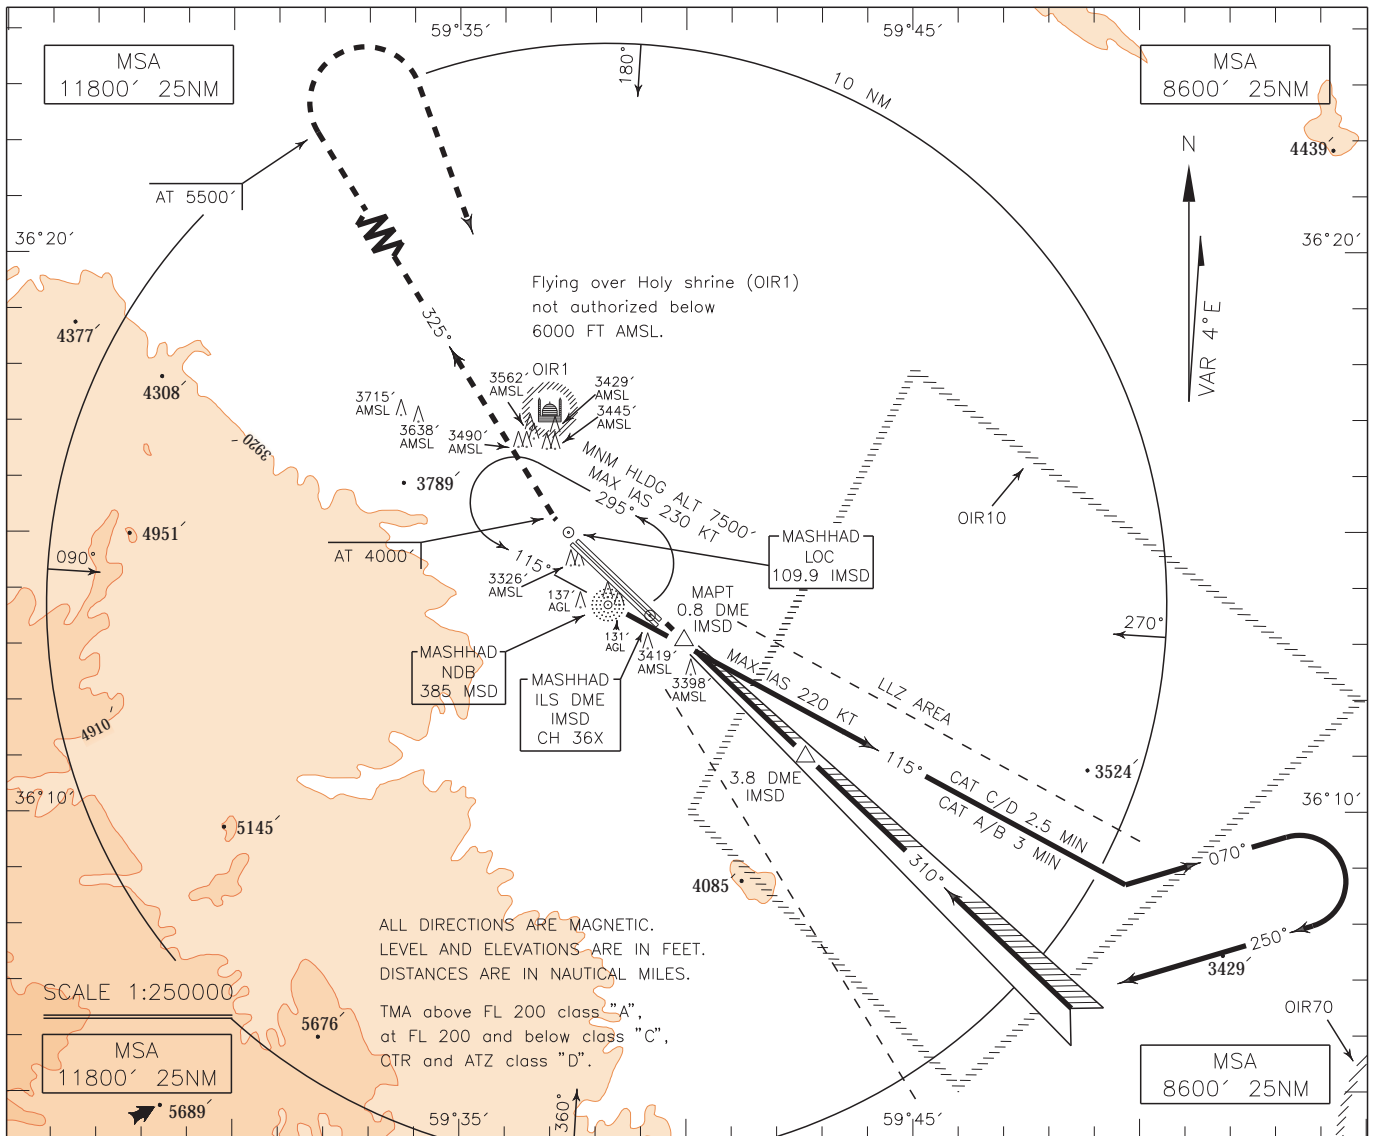 59°35′
59°45′
MSA
11800′ 25NM
180°
10 NM
MSA
8600′ 25NM
N
4439′
AT 5500′
36°20′
36°20′
VAR 4°E
Flying over Holy shrine (OIR1)
not authorized below
6000 FT AMSL.
325°
4377′
4308′
OIR1
3562′
AMSL
3429′
AMSL
3445′
AMSL
3715′
AMSL
3638′
AMSL
3490′
AMSL
3920′
MNM HLDG ALT 7500′
MAX IAS 230 KT
295°
3789′
OIR10
4951′
090°
AT 4000′
115°
MASHHAD
LOC
109.9 IMSD
3326′
AMSL
137′
AGL
MAPT
0.8 DME
IMSD
131′
AGL
3419′
AMSL
3398′
AMSL
270°
MASHHAD
NDB
385 MSD
MASHHAD
ILS DME
IMSD
CH 36X
MAX IAS 220 KT
LLZ AREA
4910′
115°
3.8 DME
IMSD
3524′
CAT C/D 2.5 MIN
CAT A/B 3 MIN
36°10′
36°10′
5145′
070°
310°
4085′
250°
3429′
ALL DIRECTIONS ARE MAGNETIC.
LEVEL AND ELEVATIONS ARE IN FEET.
DISTANCES ARE IN NAUTICAL MILES.
TMA above FL 200 class "A",
at FL 200 and below class "C",
CTR and ATZ class "D".
SCALE 1:250000
5676′
OIR70
MSA
11800′ 25NM
MSA
8600′ 25NM
5689′
360°
59°35′
59°45′